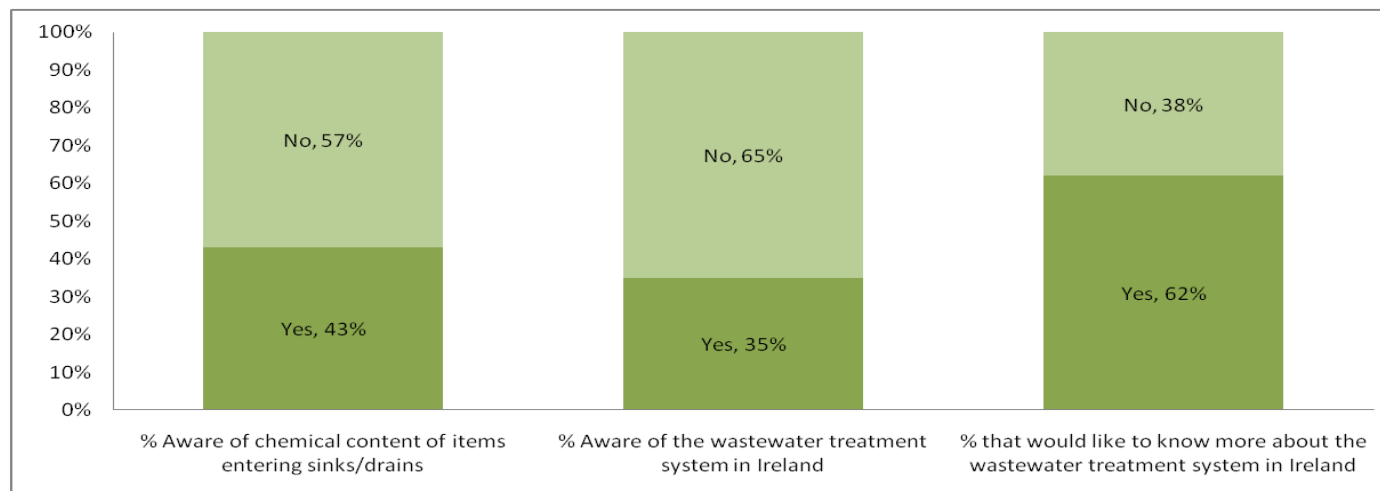 100%
90%
80%
70%
60%
50%
40%
30%
20%
10%
0%
No, 57%
Yes, 43%
No, 65%
Yes, 35%
No, 38%
Yes, 62%
% Aware of chemical content of items
entering sinks/drains
% Aware of the wastewater treatment
system in Ireland
% that would like to know more about the
wastewater treatment system in Ireland